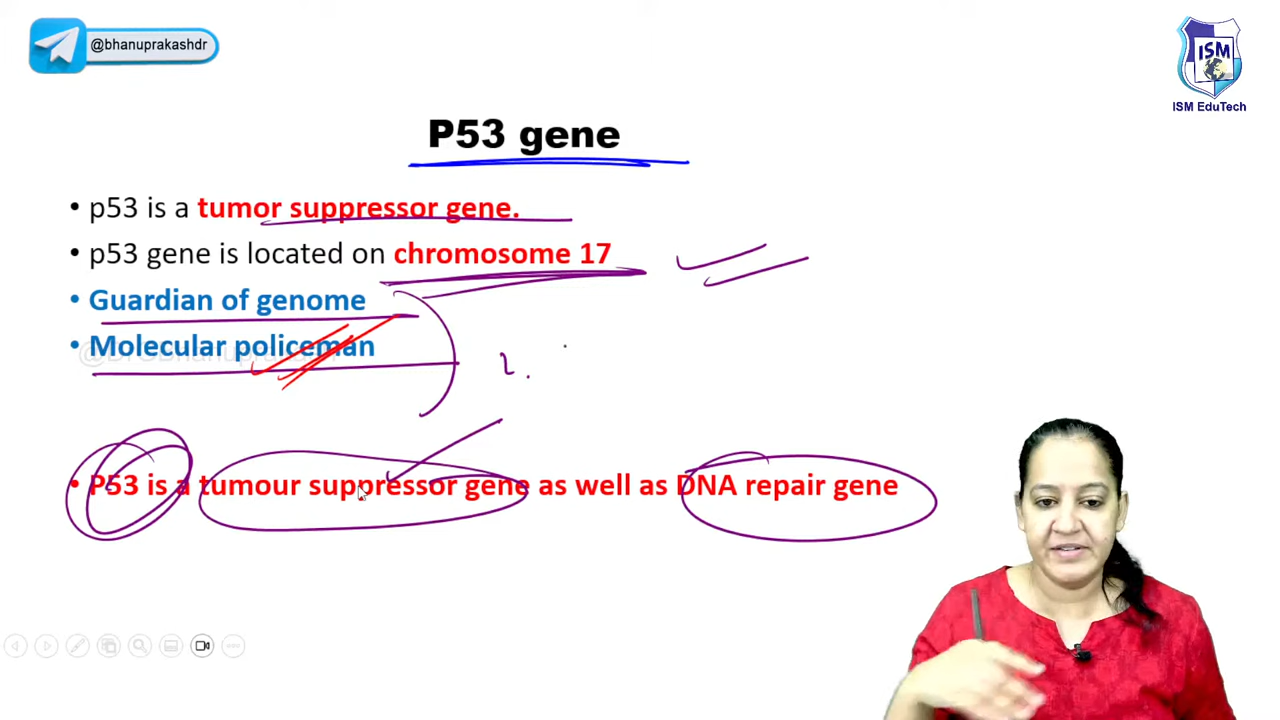 @bhanuprakashdr
ISM
ISM EduTech
P53 gene
• p53 is a tumor suppressor gene.
• p53 gene is located on chromosome 17
• Guardian of genome
• Molecular policeman
• P53 is a tumour suppressor gene as well as DNA repair gene